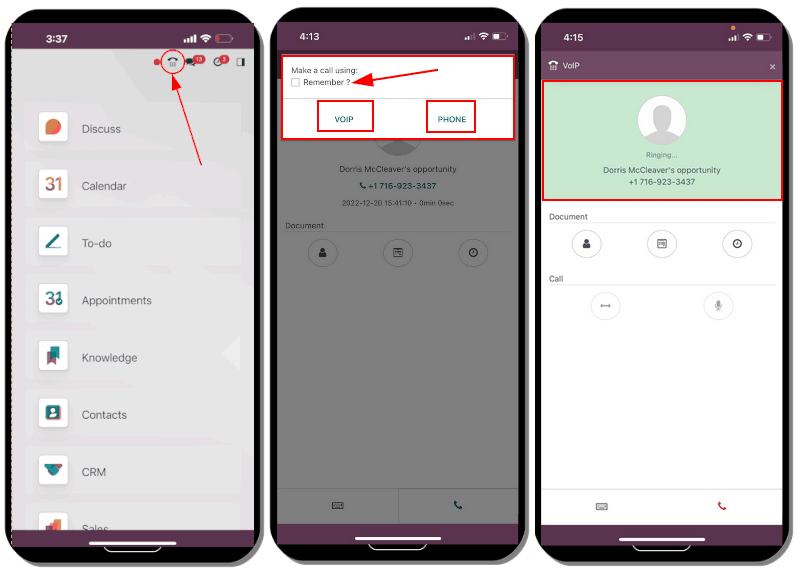 3:37
13
3
Discuss
31
Calendar
To-do
31
Appointments
Knowledge
Contacts
CRM
Sales
4:13
Make a call using:
Remember ?
VOIP
PHONE
Dorris McCleaver's opportunity
+1 716-923-3437
2022-12-20 15:41:10 • 0min 0sec
Document
4:15
VoIP
×
Ringing...
Dorris McCleaver's opportunity
+1 716-923-3437
Document
Call